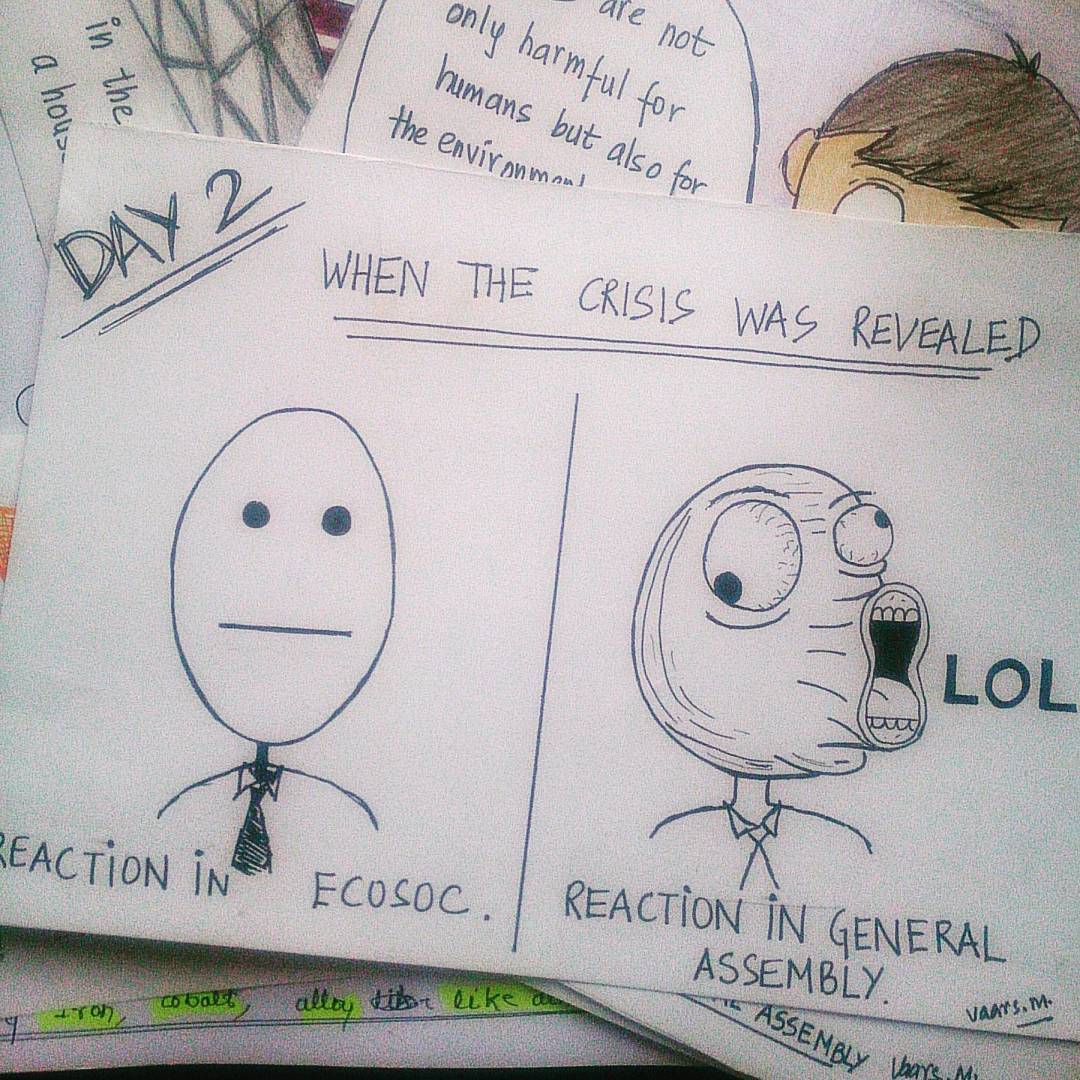 in the
a hous
are not
only harmful for
humans but also for
the environment
DAY 2
WHEN THE CRISIS WAS REVEALED
REACTION IN ECOSOC.
LOL
REACTION IN GENERAL
ASSEMBLY.
vaars.m.
y iron, cobalt, alloy like
ASSEMBLY Vaars.M.